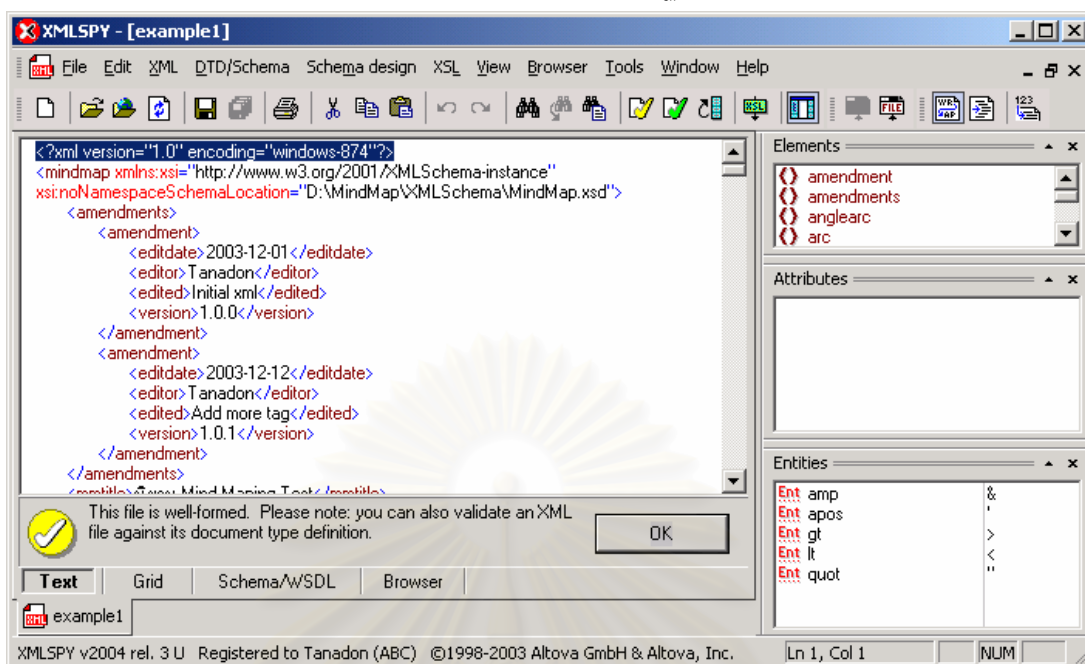 XMLSPY - [example1]
File Edit XML DTD/Schema Schema design XSL View Browser Tools Window Help
<?xml version="1.0" encoding="windows-874"?>
<mindmap xmlns:xsi="http://www.w3.org/2001/XMLSchema-instance"
xsi:noNamespaceSchemaLocation="D:\MindMap\XMLSchema\MindMap.xsd">
<amendments>
<amendment>
<editdate>2003-12-01</editdate>
<editor>Tanadon</editor>
<edited>Initial xml</edited>
<version>1.0.0</version>
</amendment>
<amendment>
<editdate>2003-12-12</editdate>
<editor>Tanadon</editor>
<edited>Add more tag</edited>
<version>1.0.1</version>
</amendment>
</amendments>
Mind Maping Test
This file is well-formed. Please note: you can also validate an XML
file against its document type definition.
OK
Text Grid Schema/WSDL Browser
example1
Elements
amendment
amendments
anglearc
arc
Attributes
Entities
Ent amp &
Ent apos '
Ent gt >
Ent lt <
Ent quot "
XMLSPY v2004 rel. 3 U Registered to Tanadon (ABC) ©1998-2003 Altova GmbH & Altova, Inc. Ln 1, Col 1 NUM